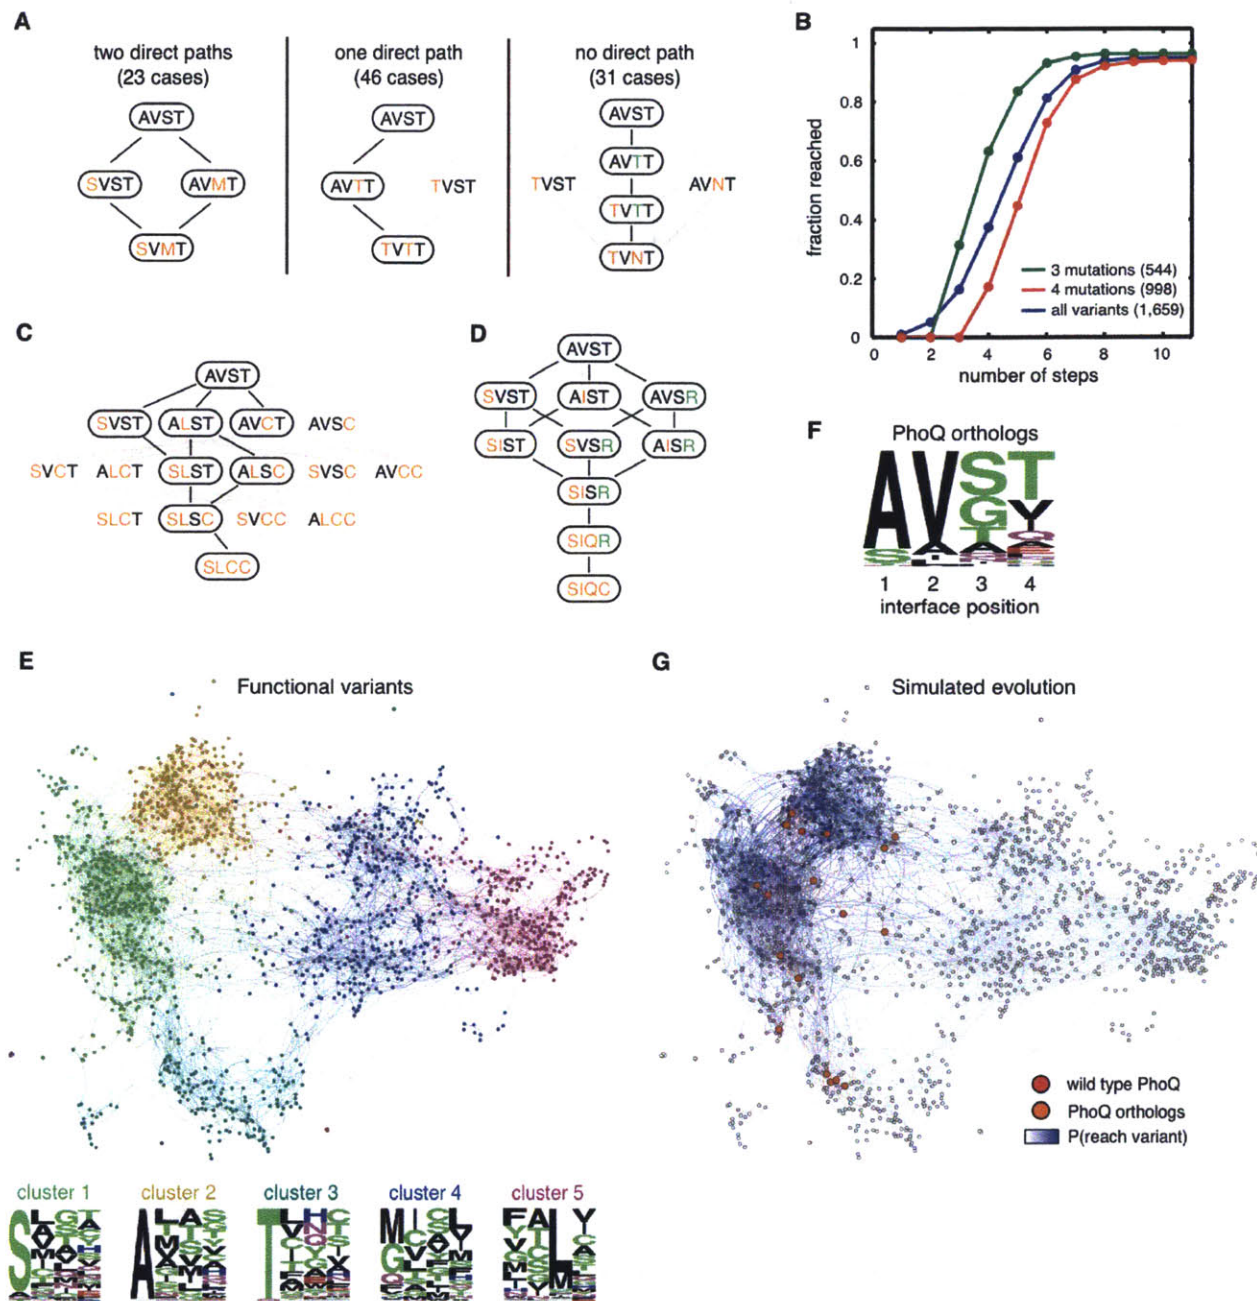 A
two direct paths
(23 cases)
AVST
SVST AVMT
SVMT
one direct path
(46 cases)
AVST
AVTT TVST
TVTT
no direct path
(31 cases)
AVST
AVTT
TVST AVNT
TVTT
TVNT
B
fraction reached
1
0.8
0.6
0.4
0.2
0
0 2 4 6 8 10
number of steps
3 mutations (544)
4 mutations (998)
all variants (1,659)
C
AVST
SVST ALST AVCT AVSC
SVCT ALCT SLST ALSC SVSC AVCC
SLCT SLSC SVCC ALCC
SLCC
D
AVST
SVST AIST AVSR
SIST SVSR AISR
SISR
SIQR
SIQC
F
PhoQ orthologs
A V S T
G Y
T
S A A
1 2 3 4
interface position
E
Functional variants
cluster 1
cluster 2
cluster 3
cluster 4
cluster 5
G
Simulated evolution
wild type PhoQ
PhoQ orthologs
P(reach variant)